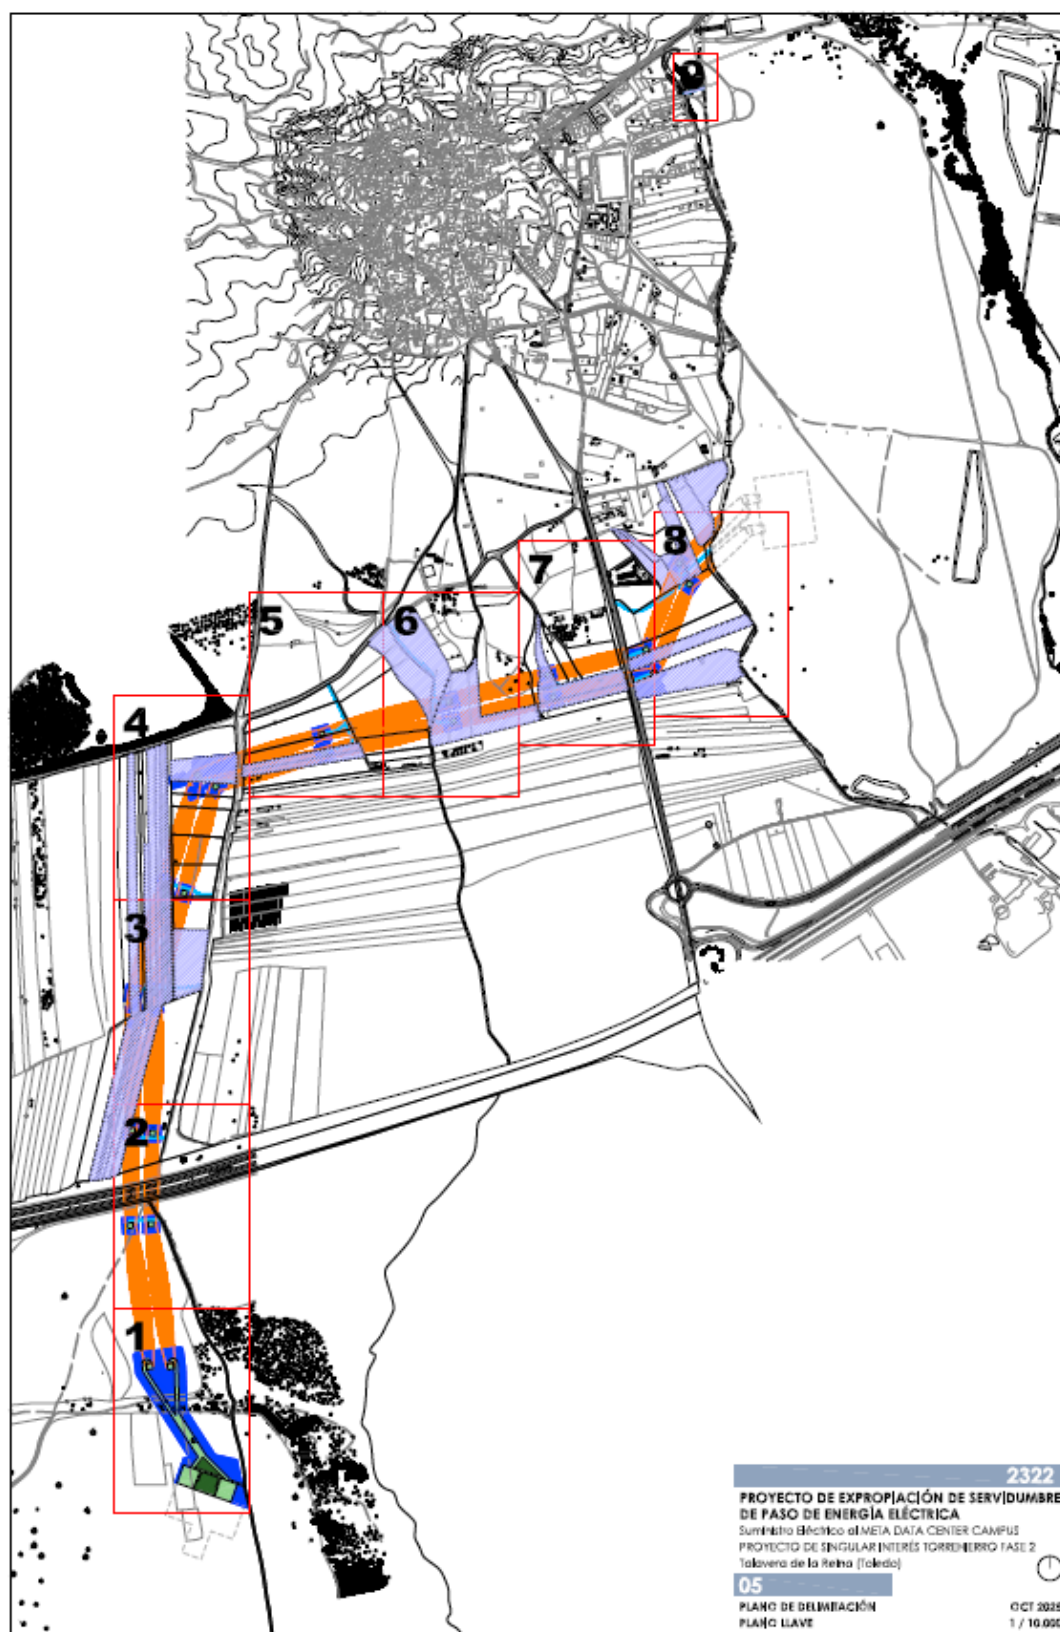 9
8
7
6
5
4
3
2
1
2322
PROYECTO DE EXPROPIACIÓN DE SERVIDUMBRE
DE PASO DE ENERGÍA ELÉCTRICA
Suministro Eléctrico al META DATA CENTER CAMPUS
PROYECTO DE SINGULAR INTERÉS TORREHIERRO FASE 2
Talavera de la Reina (Toledo)
05
PLANO DE DELIMITACIÓN OCT 2025
PLANO LLAVE 1 / 10.000